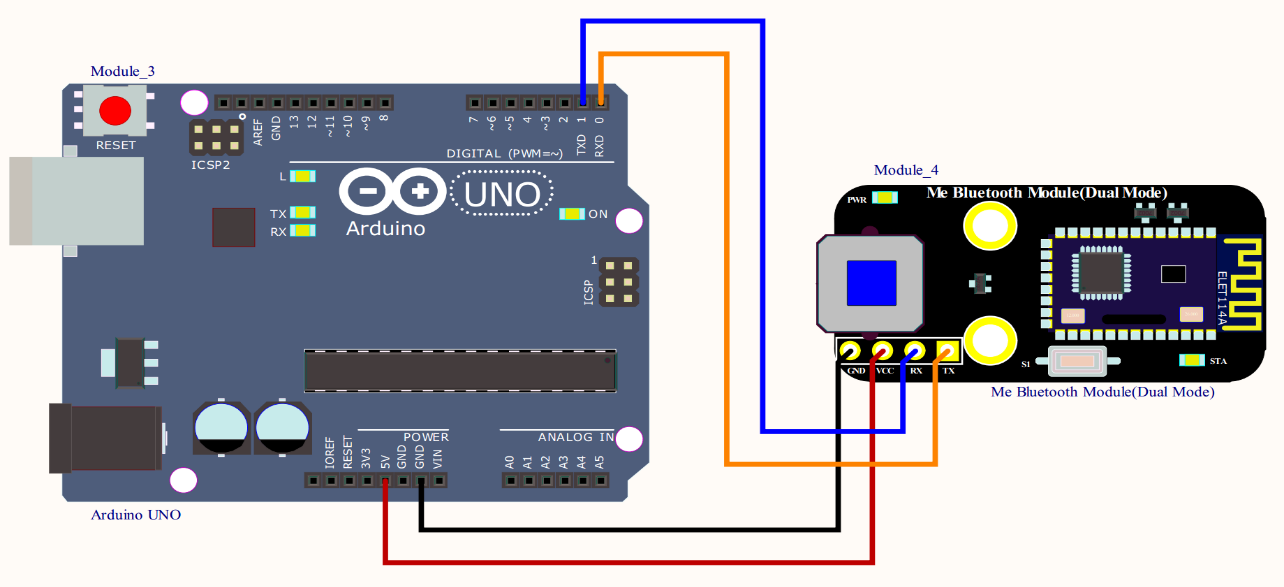 Module_3
RESET
ICSP2
AREF
GND
13
12
~11
~10
~9
8
7
~6
~5
4
~3
2
1
0
TXD
RXD
DIGITAL (PWM=~)
L
TX
RX
UNO
Arduino
ON
1
ICSP
POWER
ANALOG IN
IOREF
RESET
3V3
5V
GND
GND
VIN
A0
A1
A2
A3
A4
A5
Arduino UNO
Module_4
Me Bluetooth Module(Dual Mode)
PWR
ELET114A
GND
VCC
RX
TX
S1
STA
Me Bluetooth Module(Dual Mode)